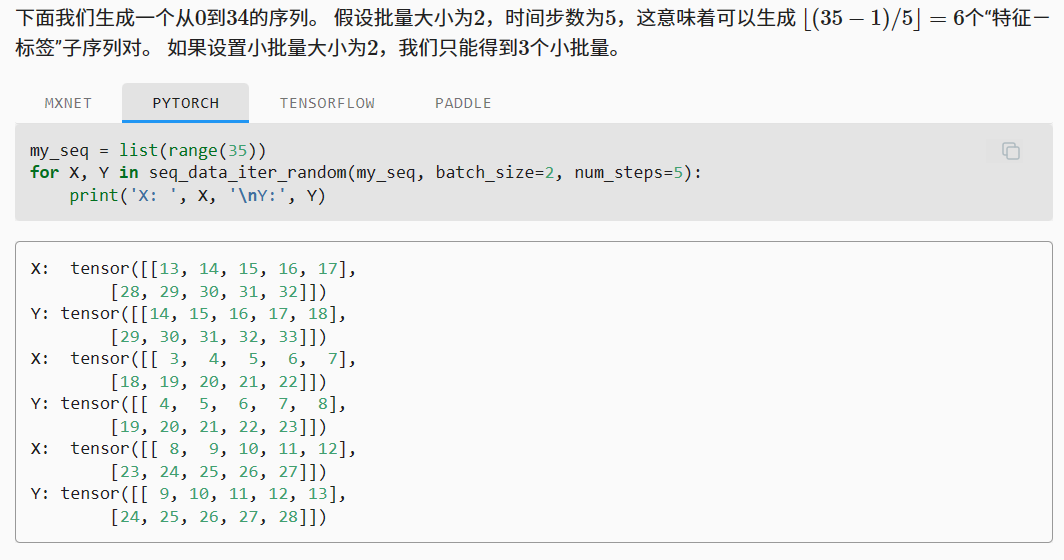 下面我们生成一个从0到34的序列。 假设批量大小为2，时间步数为5，这意味着可以生成 ⌊(35 − 1)/5⌋ = 6个“特征－
标签”子序列对。 如果设置小批量大小为2，我们只能得到3个小批量。
MXNET PYTORCH TENSORFLOW PADDLE
my_seq = list(range(35))
for X, Y in seq_data_iter_random(my_seq, batch_size=2, num_steps=5):
    print('X: ', X, '\nY:', Y)
X:  tensor([[13, 14, 15, 16, 17],
        [28, 29, 30, 31, 32]])
Y: tensor([[14, 15, 16, 17, 18],
        [29, 30, 31, 32, 33]])
X:  tensor([[ 3,  4,  5,  6,  7],
        [18, 19, 20, 21, 22]])
Y: tensor([[ 4,  5,  6,  7,  8],
        [19, 20, 21, 22, 23]])
X:  tensor([[ 8,  9, 10, 11, 12],
        [23, 24, 25, 26, 27]])
Y: tensor([[ 9, 10, 11, 12, 13],
        [24, 25, 26, 27, 28]])